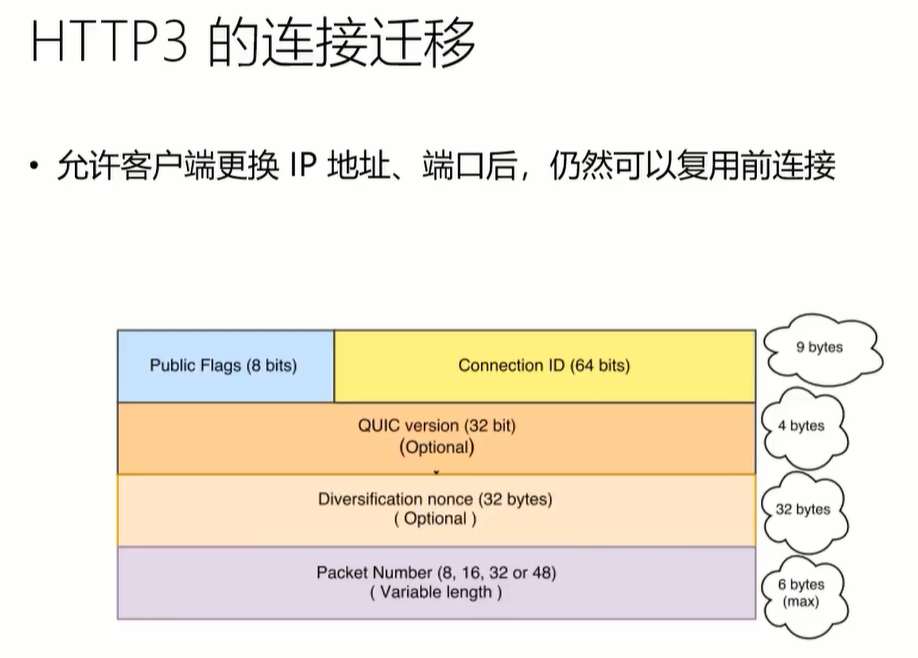 HTTP3 的连接迁移
• 允许客户端更换 IP 地址、端口后，仍然可以复用前连接
Public Flags (8 bits)
Connection ID (64 bits)
9 bytes
QUIC version (32 bit)
(Optional)
4 bytes
Diversification nonce (32 bytes)
( Optional )
32 bytes
Packet Number (8, 16, 32 or 48)
( Variable length )
6 bytes
(max)